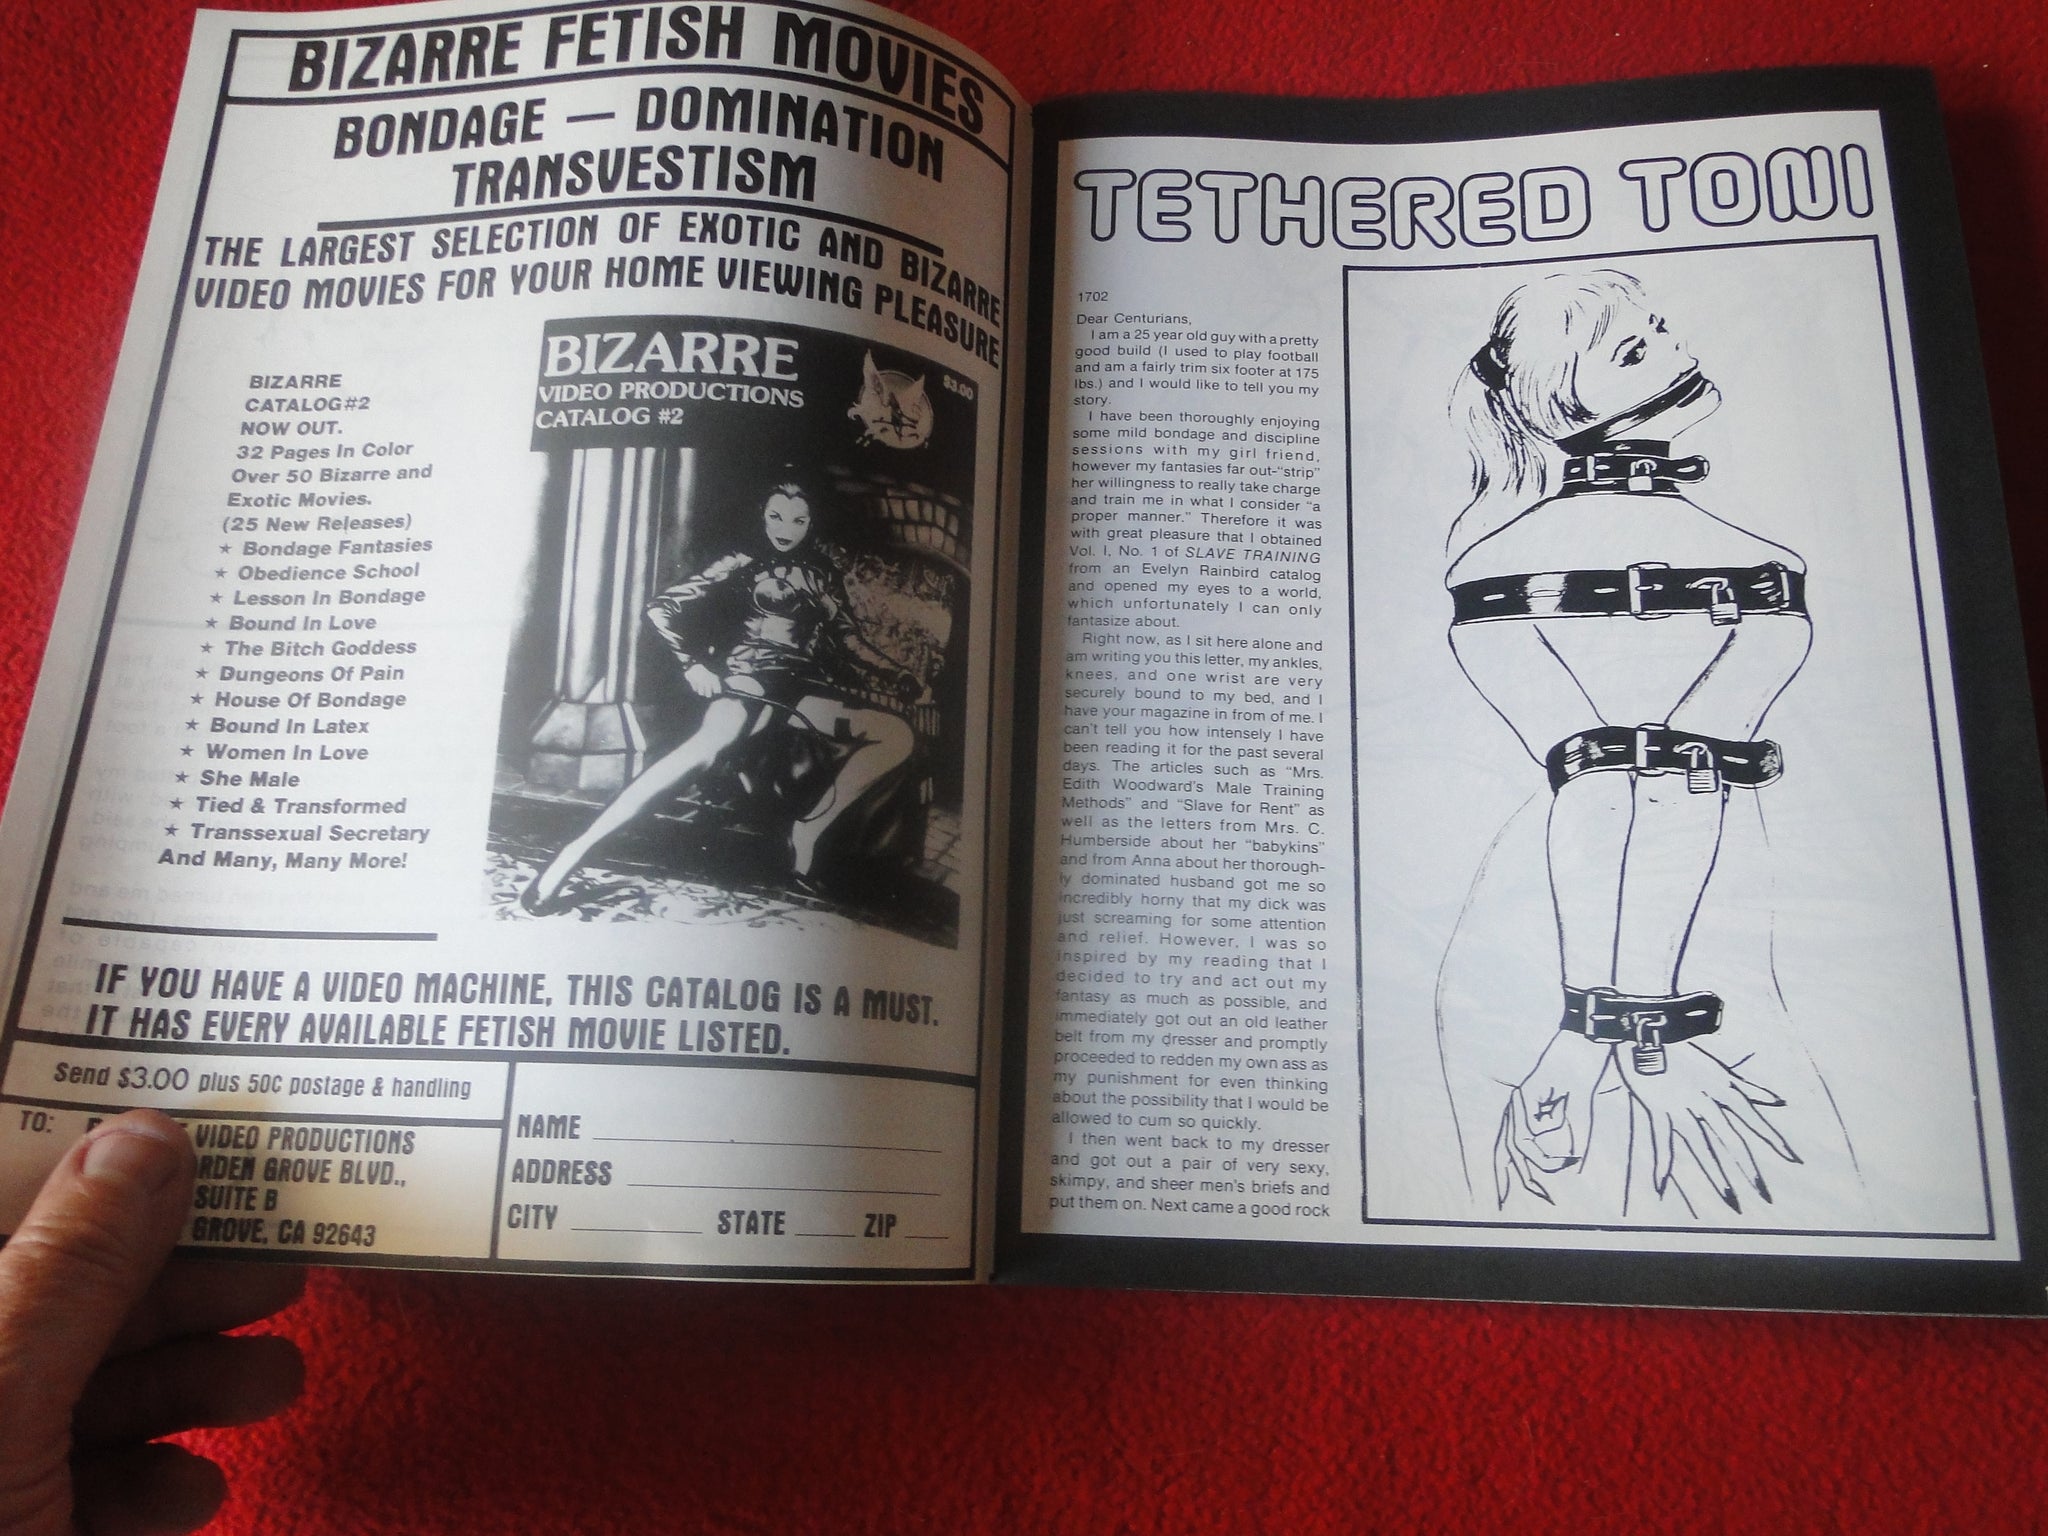 BIZARRE FETISH MOVIES
BONDAGE — DOMINATION
TRANSVESTISM
THE LARGEST SELECTION OF EXOTIC AND BIZARRE
VIDEO MOVIES FOR YOUR HOME VIEWING PLEASURE
BIZARRE
CATALOG#2
NOW OUT.
32 Pages In Color
Over 50 Bizarre and
Exotic Movies.
(25 New Releases)
★ Bondage Fantasies
★ Obedience School
★ Lesson In Bondage
★ Bound In Love
★ The Bitch Goddess
★ Dungeons Of Pain
★ House Of Bondage
★ Bound In Latex
★ Women In Love
★ She Male
★ Tied & Transformed
★ Transsexual Secretary
And Many, Many More!
BIZARRE
VIDEO PRODUCTIONS
CATALOG #2
$3.00
IF YOU HAVE A VIDEO MACHINE, THIS CATALOG IS A MUST.
IT HAS EVERY AVAILABLE FETISH MOVIE LISTED.
Send $3.00 plus 50¢ postage & handling
TO:
VIDEO PRODUCTIONS
GROVE BLVD.,
SUITE B
GROVE, CA 92643
NAME
ADDRESS
CITY STATE ZIP
TETHERED TONI
1702
Dear Centurians,
I am a 25 year old guy with a pretty
good build (I used to play football
and am a fairly trim six footer at 175
lbs.) and I would like to tell you my
story.
I have been thoroughly enjoying
some mild bondage and discipline
sessions with my girl friend,
however my fantasies far out-“strip”
her willingness to really take charge
and train me in what I consider “a
proper manner.” Therefore it was
with great pleasure that I obtained
Vol. I, No. 1 of SLAVE TRAINING
from an Evelyn Rainbird catalog
and opened my eyes to a world,
which unfortunately I can only
fantasize about.
Right now, as I sit here alone and
am writing you this letter, my ankles,
knees, and one wrist are very
securely bound to my bed, and I
have your magazine in from of me. I
can’t tell you how intensely I have
been reading it for the past several
days. The articles such as “Mrs.
Edith Woodward’s Male Training
Methods” and “Slave for Rent” as
well as the letters from Mrs. C.
Humberside about her “babykins”
and from Anna about her thorough-
ly dominated husband got me so
incredibly horny that my dick was
just screaming for some attention
and relief. However, I was so
inspired by my reading that I
decided to try and act out my
fantasy as much as possible, and
immediately got out an old leather
belt from my dresser and promptly
proceeded to redden my own ass as
my punishment for even thinking
about the possibility that I would be
allowed to cum so quickly.
I then went back to my dresser
and got out a pair of very sexy,
skimpy, and sheer men’s briefs and
put them on. Next came a good rock